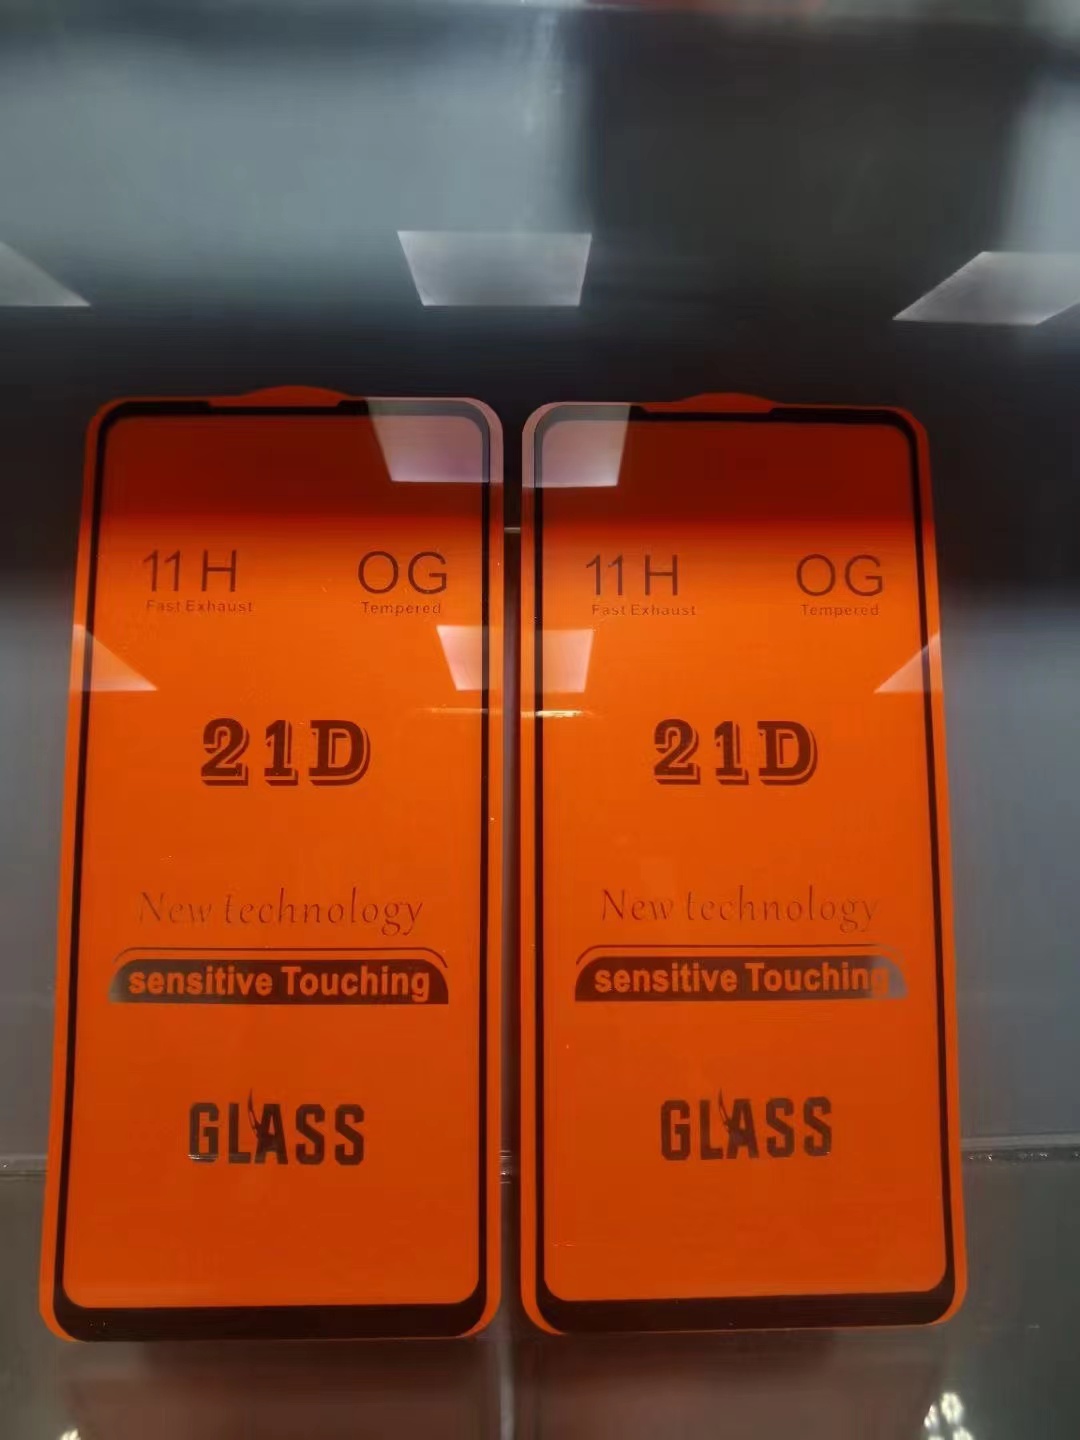 11H
Fast Exhaust
OG
Tempered
21D
New technology
sensitive Touching
GLASS
11H
Fast Exhaust
OG
Tempered
21D
New technology
sensitive Touching
GLASS